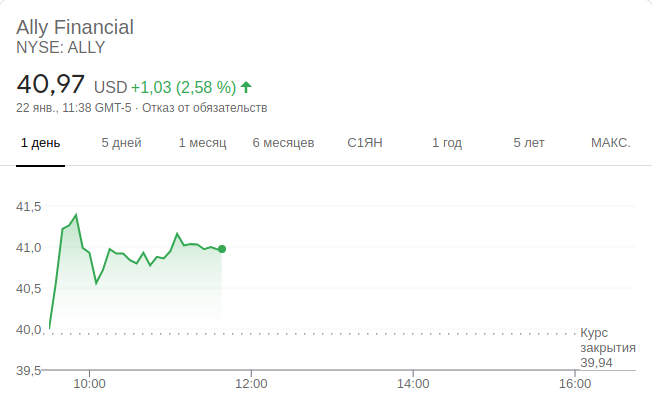 Ally Financial
NYSE: ALLY
40,97 USD +1,03 (2,58 %)
22 янв., 11:38 GMT-5 · Отказ от обязательств
1 день 5 дней 1 месяц 6 месяцев С1ЯН 1 год 5 лет МАКС.
41,5
41,0
40,5
40,0
Курс
закрытия
39,94
39,5
10:00 12:00 14:00 16:00